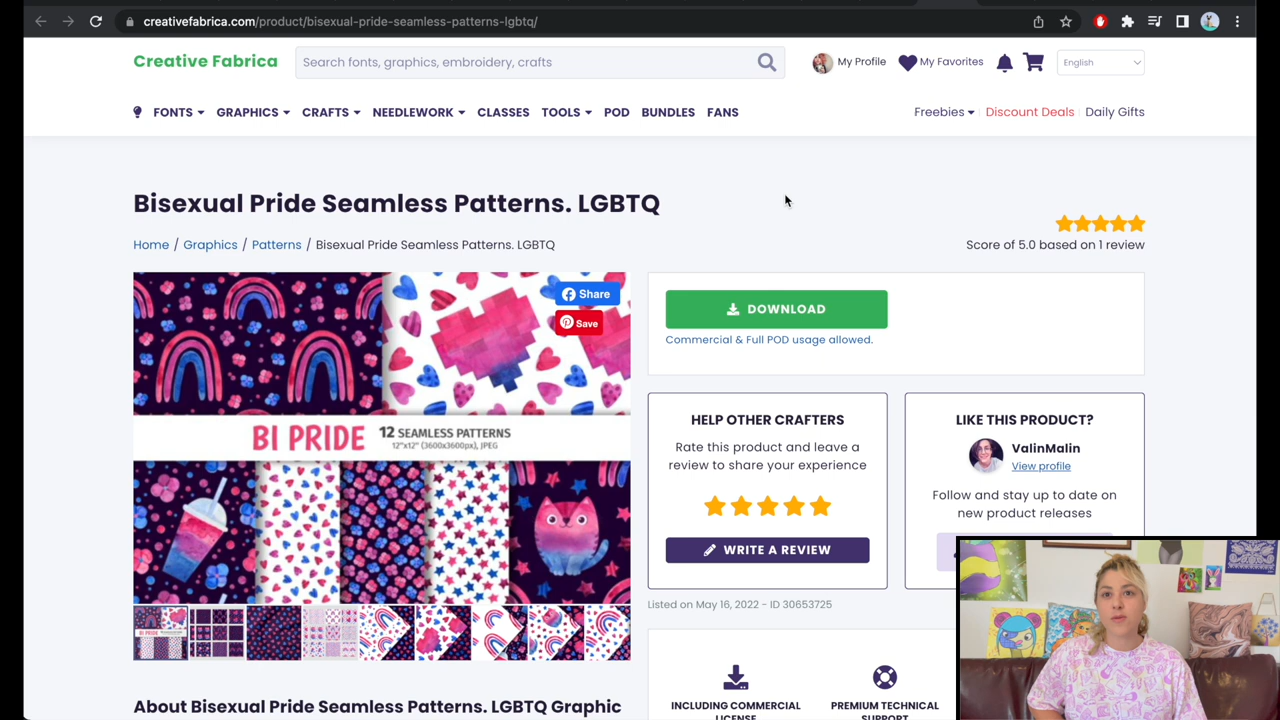 creativefabrica.com/product/bisexual-pride-seamless-patterns-lgbtq/
Creative Fabrica
Search fonts, graphics, embroidery, crafts
My Profile
My Favorites
English
FONTS
GRAPHICS
CRAFTS
NEEDLEWORK
CLASSES
TOOLS
POD
BUNDLES
FANS
Freebies
Discount Deals
Daily Gifts
Bisexual Pride Seamless Patterns. LGBTQ
Home / Graphics / Patterns / Bisexual Pride Seamless Patterns. LGBTQ
Score of 5.0 based on 1 review
Share
Save
BI PRIDE
12 SEAMLESS PATTERNS
12"x12" (3600x3600px), JPEG
DOWNLOAD
Commercial & Full POD usage allowed.
HELP OTHER CRAFTERS
Rate this product and leave a
review to share your experience
WRITE A REVIEW
LIKE THIS PRODUCT?
ValinMalin
View profile
Follow and stay up to date on
new product releases
Listed on May 16, 2022 - ID 30653725
INCLUDING COMMERCIAL
LICENSE
PREMIUM TECHNICAL
SUPPORT
BI PRIDE
About Bisexual Pride Seamless Patterns. LGBTQ Graphic